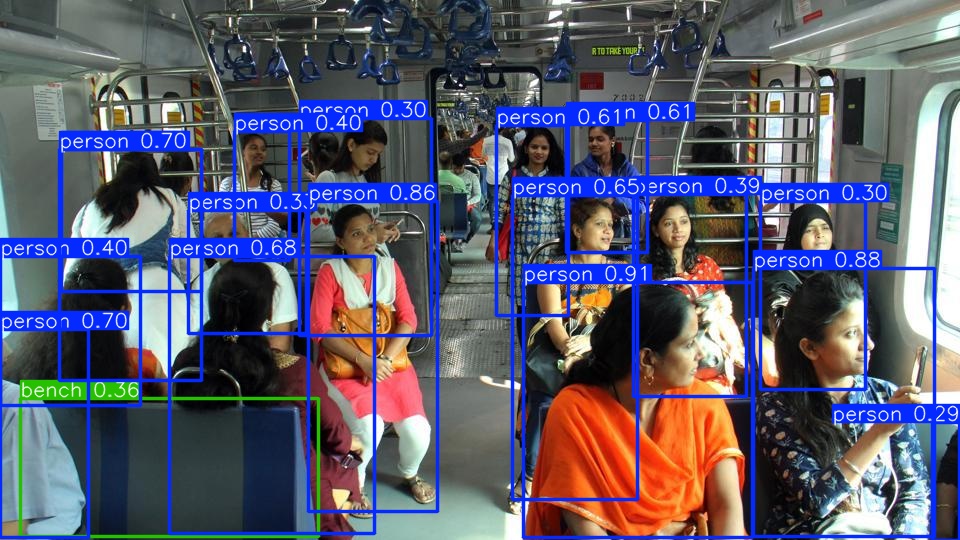 R TO TAKE YOUR
7002
person 0.30
person 0.40
person 0.61
n 0.61
person 0.70
person 0.86
person 0.65
person 0.39
person 0.30
person 0.3
person 0.40
person 0.68
person 0.91
person 0.88
person 0.70
bench 0.36
person 0.29